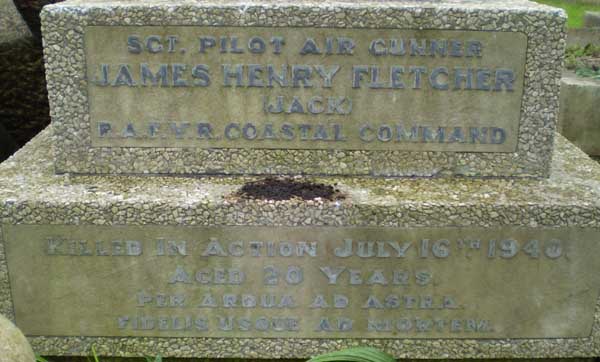 SGT. PILOT AIR GUNNER
JAMES HENRY FLETCHER
(JACK)
R.A.F.V.R. COASTAL COMMAND
KILLED IN ACTION JULY 16TH 1940.
AGED 20 YEARS.
PER ARDUA AD ASTRA.
FIDELIS USQUE AD MORTEM.